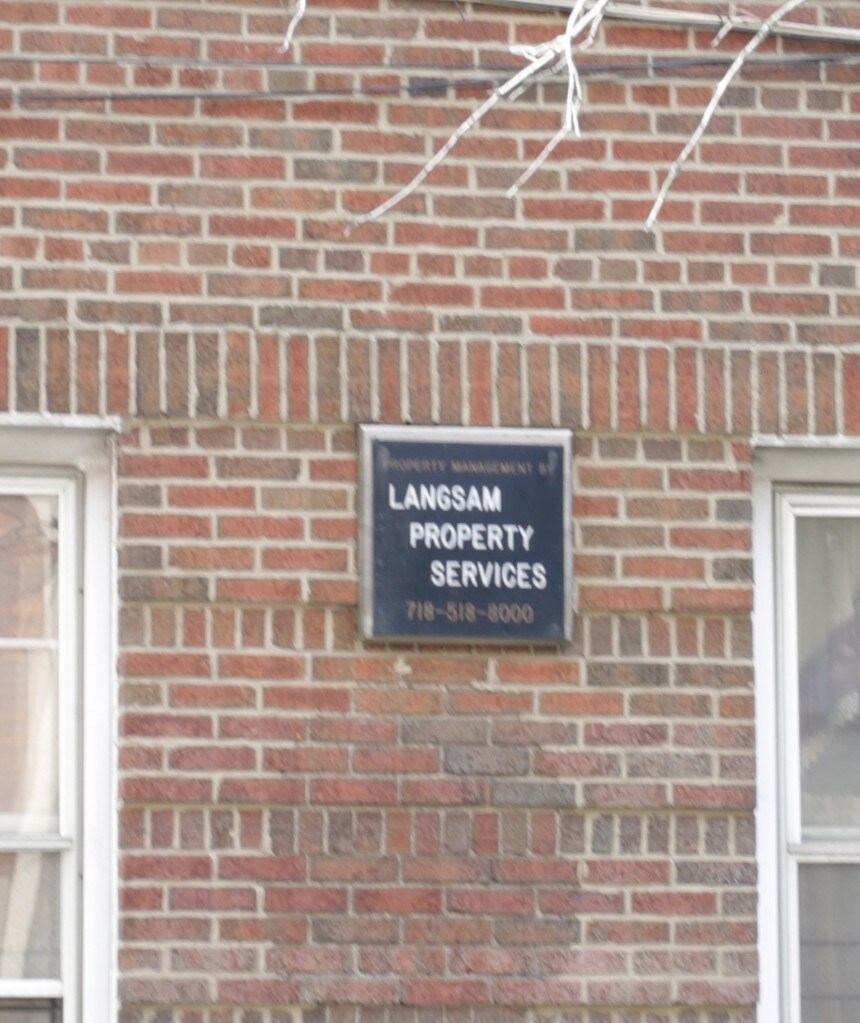 PROPERTY MANAGEMENT BY
LANGSAM
PROPERTY
SERVICES
718-518-8000